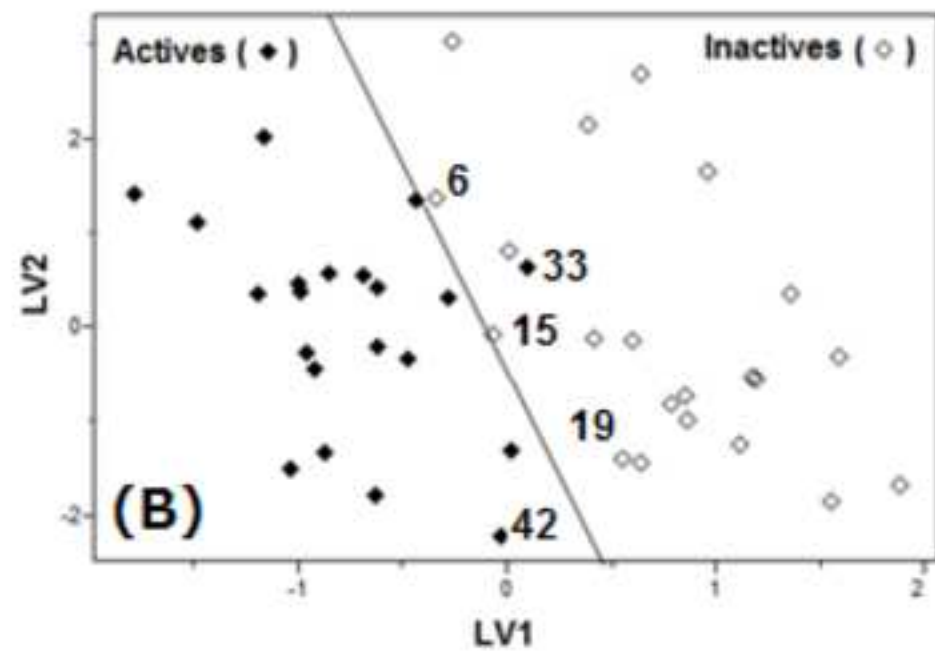 Actives ( ◆ )
Inactives ( ◇ )
2
6
33
0
15
19
-2
(B)
42
-1
0
1
2
LV1
LV2